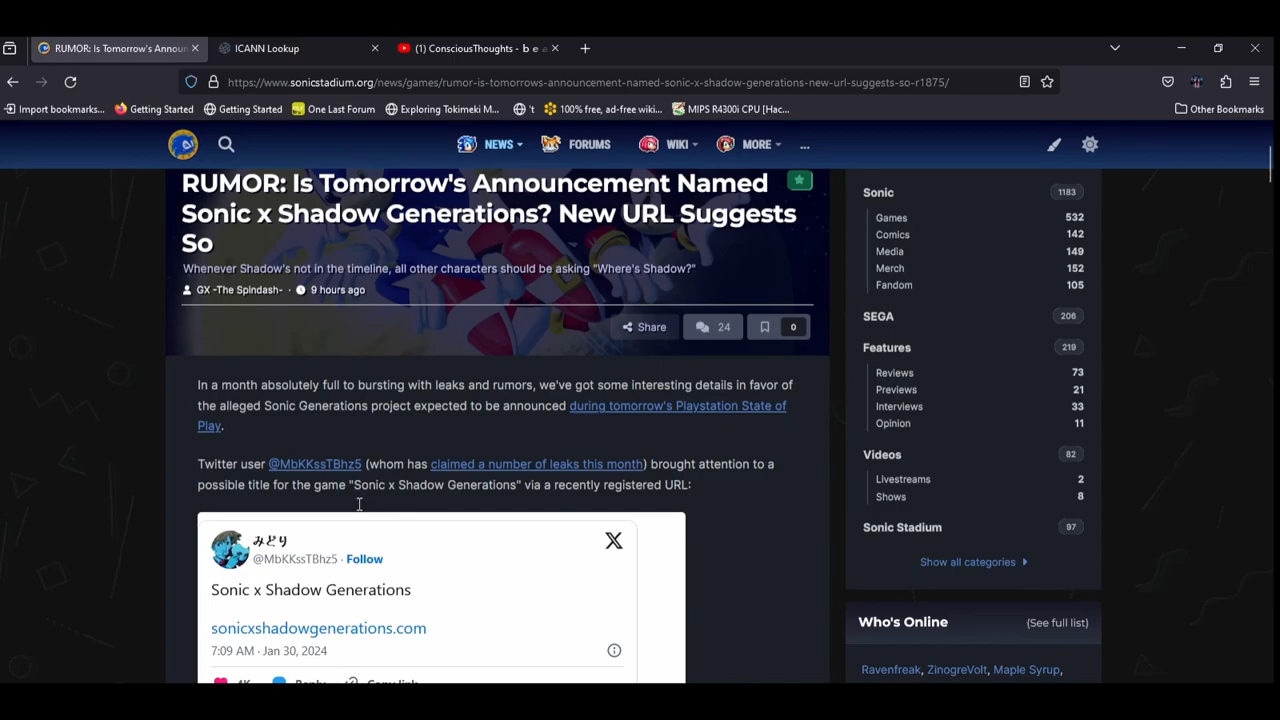 RUMOR: Is Tomorrow's Announ
ICANN Lookup
(1) ConsciousThoughts - b e a
https://www.sonicstadium.org/news/games/rumor-is-tomorrows-announcement-named-sonic-x-shadow-generations-new-url-suggests-so-r1875/
Import bookmarks...
Getting Started
Getting Started
One Last Forum
Exploring Tokimeki M...
't
100% free, ad-free wiki...
MIPS R4300i CPU [Hac...
Other Bookmarks
NEWS
FORUMS
WIKI
MORE
...
RUMOR: Is Tomorrow's Announcement Named
Sonic x Shadow Generations? New URL Suggests
So
Whenever Shadow's not in the timeline, all other characters should be asking "Where's Shadow?"
GX -The Spindash- · 9 hours ago
Share
24
0
In a month absolutely full to bursting with leaks and rumors, we've got some interesting details in favor of
the alleged Sonic Generations project expected to be announced during tomorrow's Playstation State of
Play.
Twitter user @MbKKssTBhz5 (whom has claimed a number of leaks this month) brought attention to a
possible title for the game "Sonic x Shadow Generations" via a recently registered URL:
みどり
@MbKKssTBhz5 · Follow
Sonic x Shadow Generations
sonicxshadowgenerations.com
7:09 AM · Jan 30, 2024
4K Reply Copy link
Sonic 1183
Games 532
Comics 142
Media 149
Merch 152
Fandom 105
SEGA 206
Features 219
Reviews 73
Previews 21
Interviews 33
Opinion 11
Videos 82
Livestreams 2
Shows 8
Sonic Stadium 97
Show all categories
Who's Online (See full list)
Ravenfreak, ZinogreVolt, Maple Syrup,